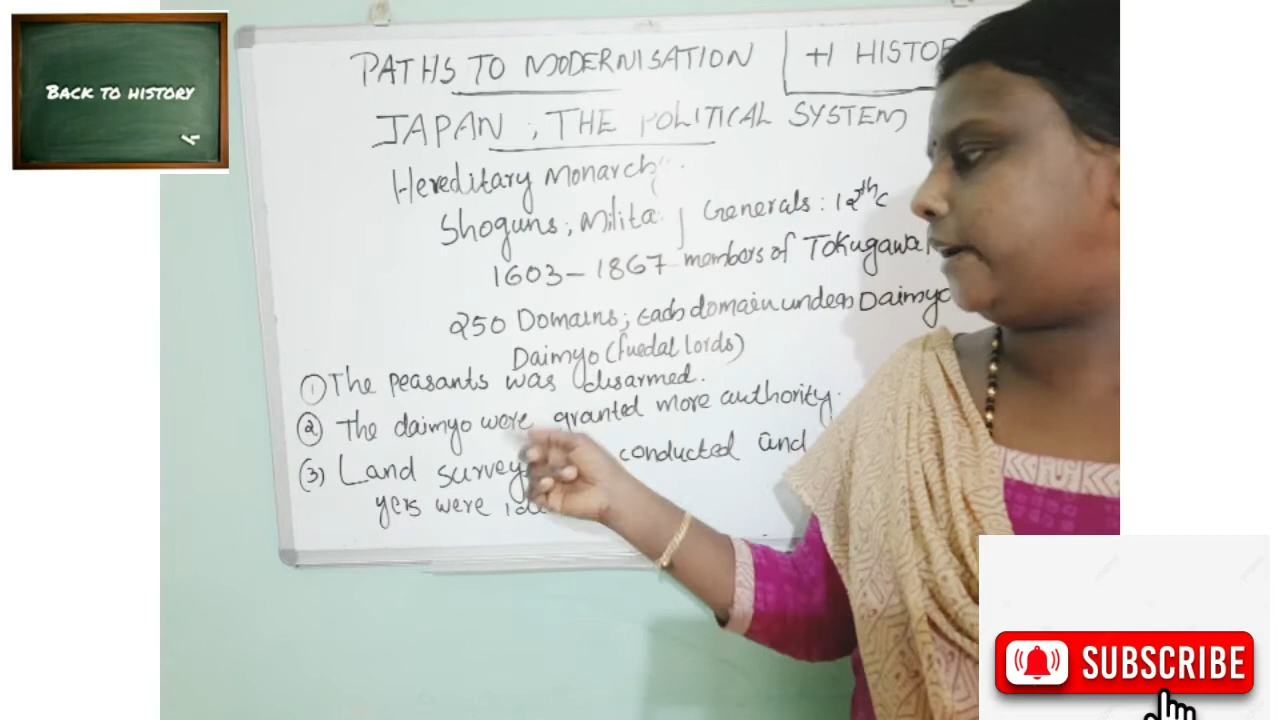 BACK TO HISTORY
PATHS TO MODERNISATION
+1 HISTO
JAPAN ; THE POLITICAL SYSTEM
Hereditary Monarchy.
Shoguns; Milita Generals : 12th c
1603 - 1867 members of Tokugawa
250 Domains; each domain under Daimyo
Daimyo (fuedal lords)
(1) The peasants was disarmed.
(2) The daimyo were granted more authority.
(3) Land survey conducted and
yers were
SUBSCRIBE